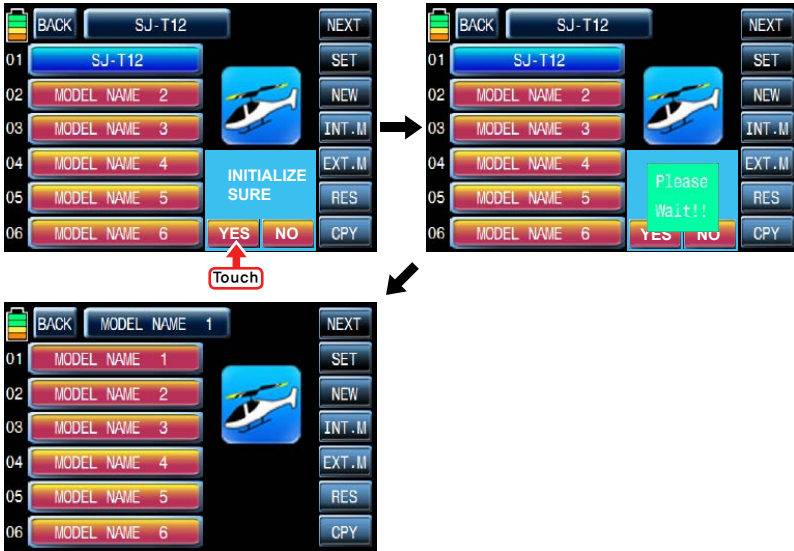 BACK SJ-T12 NEXT
01 SJ-T12 SET
02 MODEL NAME 2 NEW
03 MODEL NAME 3 INT.M
04 MODEL NAME 4 EXT.M
INITIALIZE
SURE
05 MODEL NAME 5 RES
06 MODEL NAME 6 YES NO CPY
Touch
BACK SJ-T12 NEXT
01 SJ-T12 SET
02 MODEL NAME 2 NEW
03 MODEL NAME 3 INT.M
04 MODEL NAME 4 EXT.M
Please
Wait!!
05 MODEL NAME 5 RES
06 MODEL NAME 6 YES NO CPY
BACK MODEL NAME 1 NEXT
01 MODEL NAME 1 SET
02 MODEL NAME 2 NEW
03 MODEL NAME 3 INT.M
04 MODEL NAME 4 EXT.M
05 MODEL NAME 5 RES
06 MODEL NAME 6 CPY